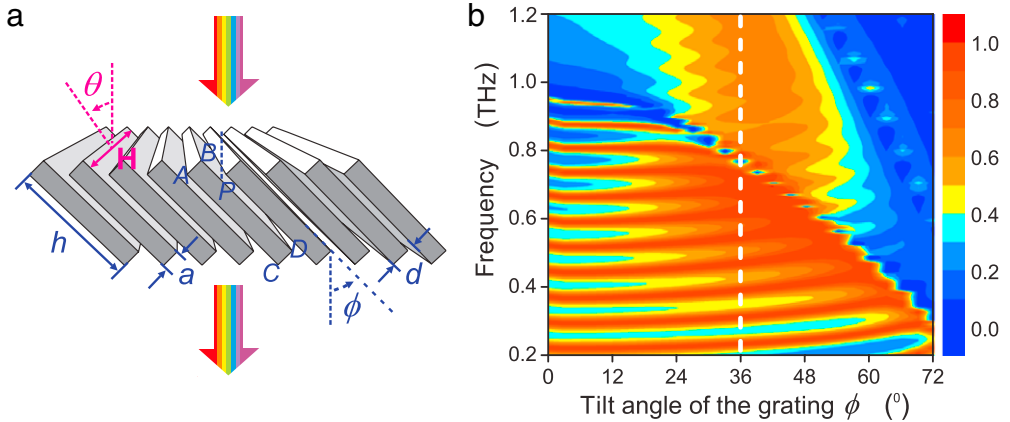 a
θ
H
B
A
P
h
a
C
D
d
ϕ
b
Frequency (THz)
1.2
1.0
0.8
0.6
0.4
0.2
0 12 24 36 48 60 72
Tilt angle of the grating ϕ (⁰)
1.0
0.8
0.6
0.4
0.2
0.0